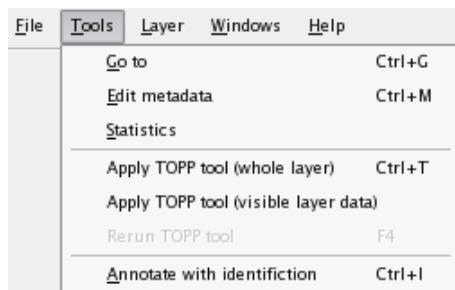 File Tools Layer Windows Help
Go to Ctrl+G
Edit metadata Ctrl+M
Statistics
Apply TOPP tool (whole layer) Ctrl+T
Apply TOPP tool (visible layer data)
Rerun TOPP tool F4
Annotate with identifiction Ctrl+I